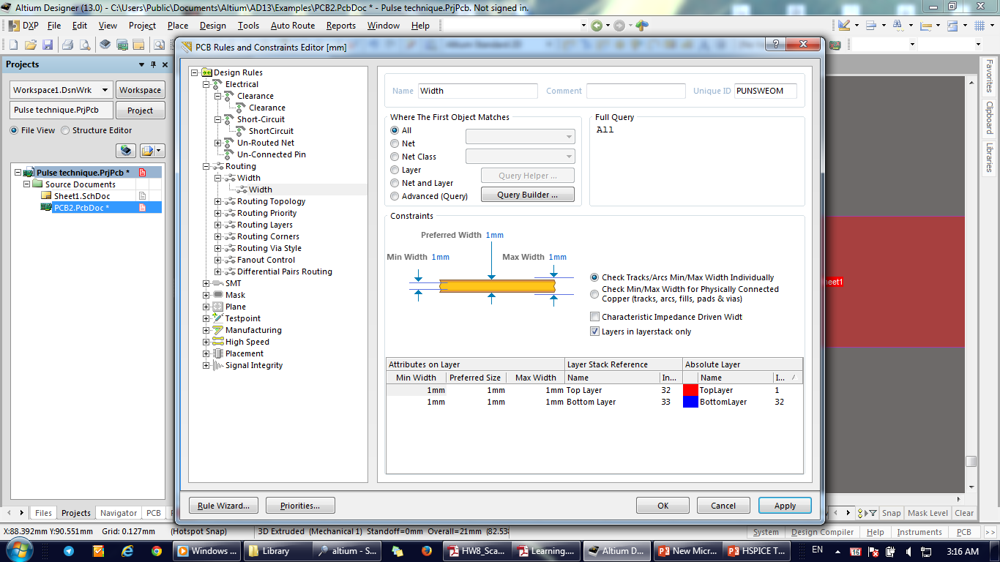 Altium Designer (13.0) - C:\Users\Public\Documents\Altium\AD13\Examples\PCB2.PcbDoc * - Pulse technique.PrjPcb. Not signed in.
DXP File Edit View Project Place Design Tools Auto Route Reports Window Help
Projects
PCB Rules and Constraints Editor [mm]
Workspace1.DsnWrk Workspace
Pulse technique.PrjPcb Project
File View Structure Editor
Pulse technique.PrjPcb *
Source Documents
Sheet1.SchDoc
PCB2.PcbDoc *
Design Rules
Electrical
Clearance
Clearance
Short-Circuit
ShortCircuit
Un-Routed Net
Un-Connected Pin
Routing
Width
Width
Routing Topology
Routing Priority
Routing Layers
Routing Corners
Routing Via Style
Fanout Control
Differential Pairs Routing
SMT
Mask
Plane
Testpoint
Manufacturing
High Speed
Placement
Signal Integrity
Name Width Comment Unique ID PUNSWEOM
Where The First Object Matches
All
Net
Net Class
Layer
Net and Layer
Advanced (Query)
Query Helper ...
Query Builder ...
Full Query
All
Constraints
Preferred Width 1mm
Min Width 1mm Max Width 1mm
Check Tracks/Arcs Min/Max Width Individually
Check Min/Max Width for Physically Connected
Copper (tracks, arcs, fills, pads & vias)
Characteristic Impedance Driven Widt
Layers in layerstack only
Attributes on Layer Layer Stack Reference Absolute Layer
Min Width Preferred Size Max Width Name In... Name I...
1mm 1mm 1mm Top Layer 32 TopLayer 1
1mm 1mm 1mm Bottom Layer 33 BottomLayer 32
Rule Wizard... Priorities... OK Cancel Apply
heet1
Favorites
Clipboard
Libraries
Files Projects Navigator PCB
Snap Mask Level Clear
X:88.392mm Y:90.551mm Grid: 0.127mm (Hotspot Snap) 3D Extruded (Mechanical 1) Standoff=0mm Overall=21mm (82.53
System Design Compiler Help Instruments PCB >>
Windows ... Library altium - S... HW8_Sca... Learning.... Altium D... New Micr... HSPICE T... EN 16 3:16 AM